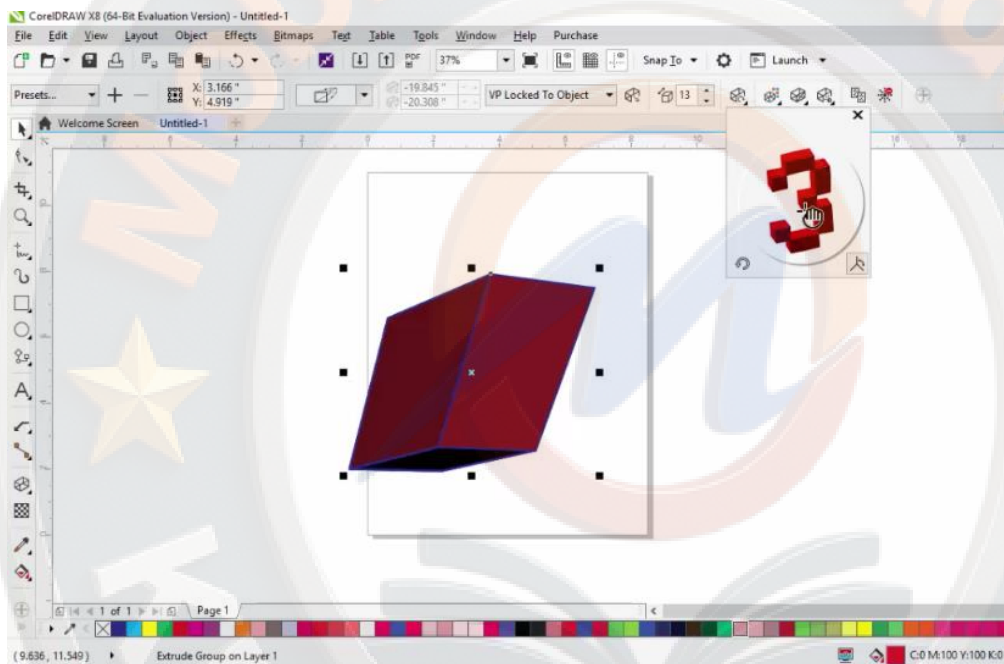 CorelDRAW X8 (64-Bit Evaluation Version) - Untitled-1
File Edit View Layout Object Effects Bitmaps Text Table Tools Window Help Purchase
PDF 37% Snap To Launch
Presets... X: 3.166 " -19.845 " VP Locked To Object 13
Y: 4.919 " -20.308 "
Welcome Screen Untitled-1
3
1 of 1 Page 1
(9.636, 11.549) Extrude Group on Layer 1 C:0 M:100 Y:100 K:0